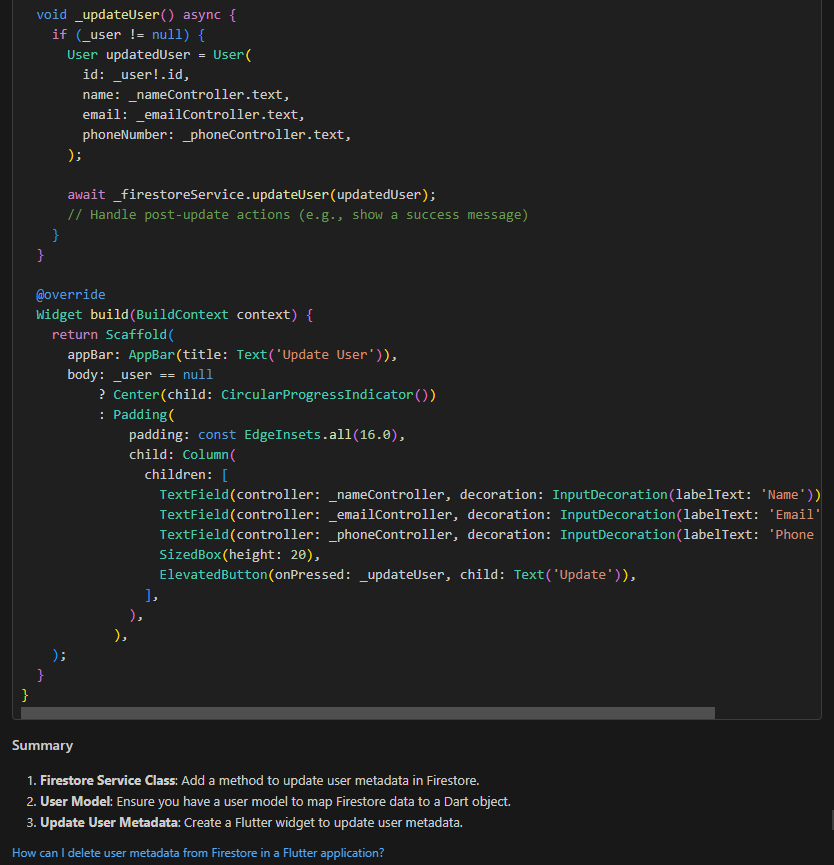 void _updateUser() async {
if (_user != null) {
User updatedUser = User(
id: _user!.id,
name: _nameController.text,
email: _emailController.text,
phoneNumber: _phoneController.text,
);
await _firestoreService.updateUser(updatedUser);
// Handle post-update actions (e.g., show a success message)
}
}
@override
Widget build(BuildContext context) {
return Scaffold(
appBar: AppBar(title: Text('Update User')),
body: _user == null
? Center(child: CircularProgressIndicator())
: Padding(
padding: const EdgeInsets.all(16.0),
child: Column(
children: [
TextField(controller: _nameController, decoration: InputDecoration(labelText: 'Name'))
TextField(controller: _emailController, decoration: InputDecoration(labelText: 'Email'
TextField(controller: _phoneController, decoration: InputDecoration(labelText: 'Phone
SizedBox(height: 20),
ElevatedButton(onPressed: _updateUser, child: Text('Update')),
],
),
),
);
}
}
Summary
1. Firestore Service Class: Add a method to update user metadata in Firestore.
2. User Model: Ensure you have a user model to map Firestore data to a Dart object.
3. Update User Metadata: Create a Flutter widget to update user metadata.
How can I delete user metadata from Firestore in a Flutter application?